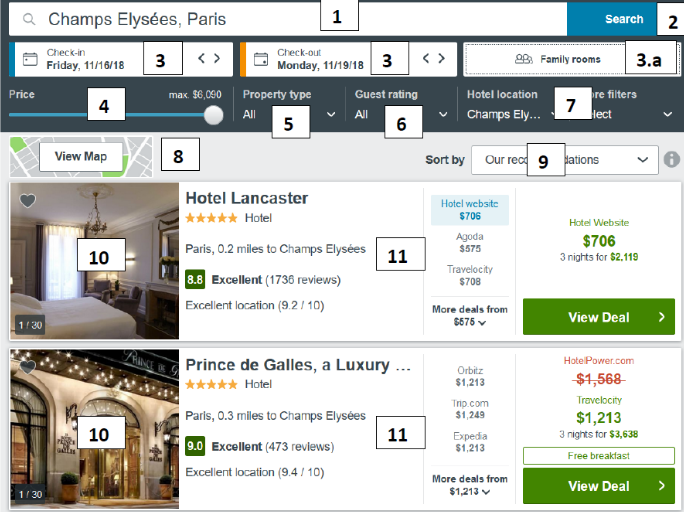 Champs Elysées, Paris 1 Search 2
Check-in
Friday, 11/16/18 3
Check-out
Monday, 11/19/18 3
Family rooms 3.a
Price 4 max. $6,090
Property type
All 5
Guest rating
All 6
Hotel location
Champs Ely... 7
filters
View Map 8
Sort by Our 9
Hotel Lancaster
Hotel
Paris, 0.2 miles to Champs Elysées
8.8 Excellent (1736 reviews)
Excellent location (9.2 / 10)
10
1 / 30
11
Hotel website
$706
Agoda
$575
Travelocity
$708
More deals from
$575
Hotel Website
$706
3 nights for $2,119
View Deal
Prince de Galles, a Luxury ...
Hotel
Paris, 0.3 miles to Champs Elysées
9.0 Excellent (473 reviews)
Excellent location (9.4 / 10)
PRINCE DE GALLES
PRINCE DE
GALLES
10
1 / 30
11
Orbitz
$1,213
Trip.com
$1,249
Expedia
$1,213
More deals from
$1,213
HotelPower.com
$1,568
Travelocity
$1,213
3 nights for $3,638
Free breakfast
View Deal